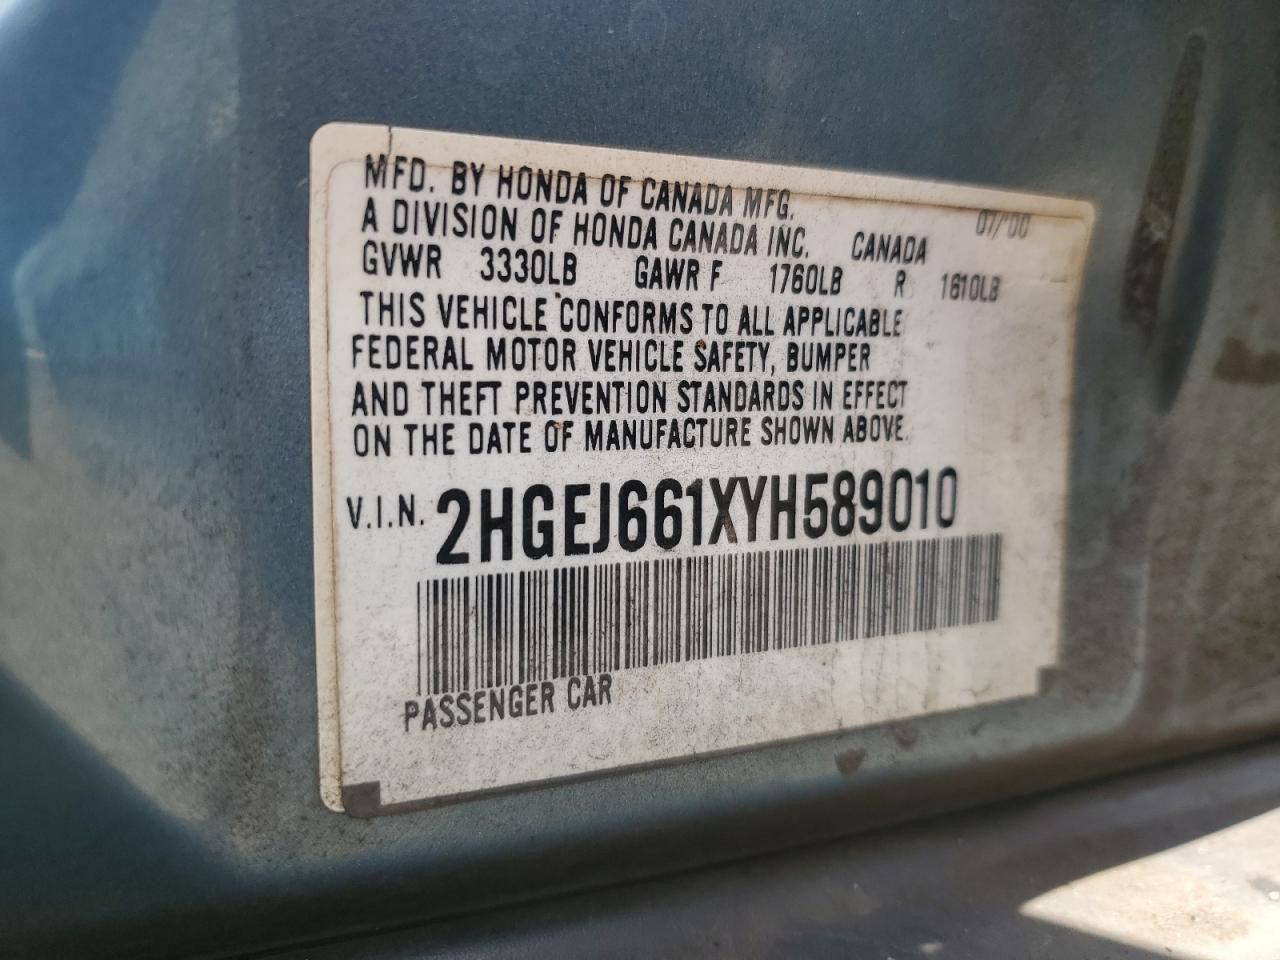 MFD. BY HONDA OF CANADA MFG.
A DIVISION OF HONDA CANADA INC. CANADA 07/'00
GVWR 3330LB GAWR F 1760LB R 1610LB
THIS VEHICLE CONFORMS TO ALL APPLICABLE
FEDERAL MOTOR VEHICLE SAFETY, BUMPER
AND THEFT PREVENTION STANDARDS IN EFFECT
ON THE DATE OF MANUFACTURE SHOWN ABOVE.
V.I.N. 2HGEJ661XYH589010
PASSENGER CAR